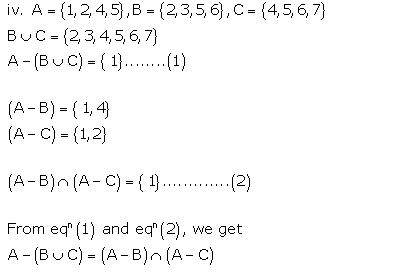 iv. A = {1,2,4,5}, B = {2,3,5,6}, C = {4,5,6,7}
B ∪ C = {2,3,4,5,6,7}
A − (B ∪ C) = { 1}........(1)
(A − B) = { 1,4}
(A − C) = {1,2}
(A − B) ∩ (A − C) = { 1}.............(2)
From eqⁿ (1) and eqⁿ (2), we get
A − (B ∪ C) = (A − B) ∩ (A − C)